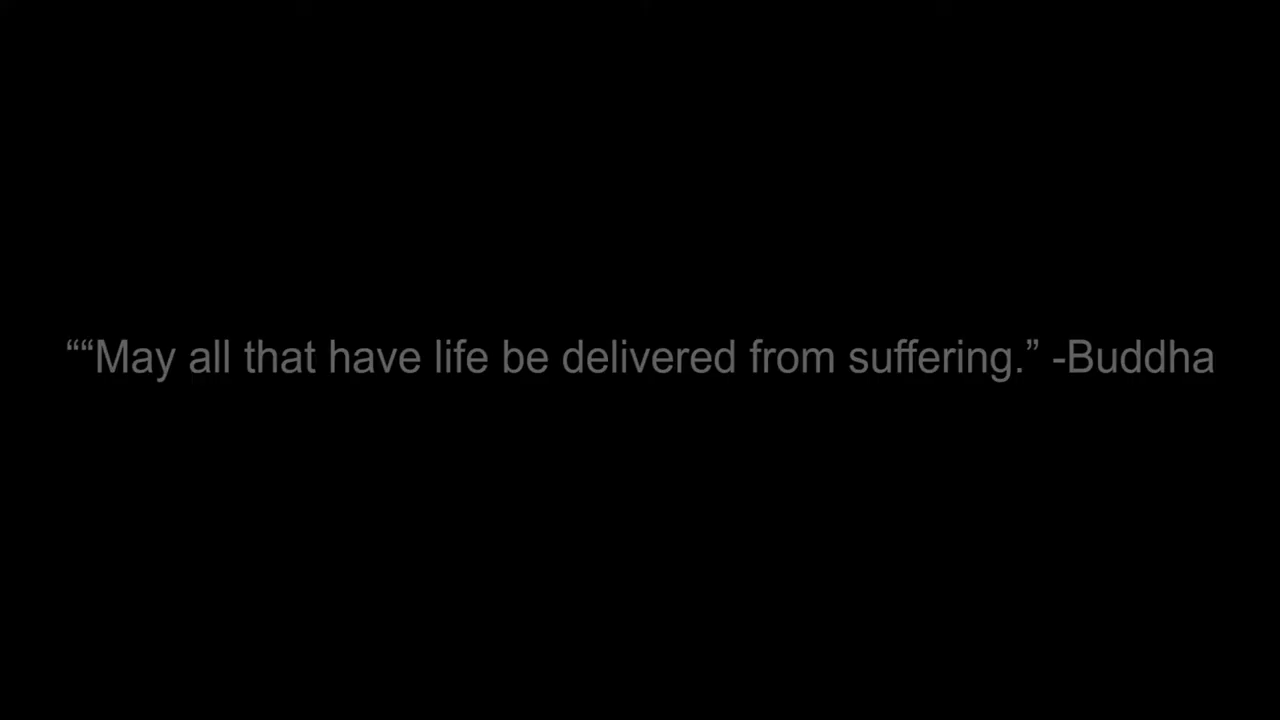 ““May all that have life be delivered from suffering.” -Buddha